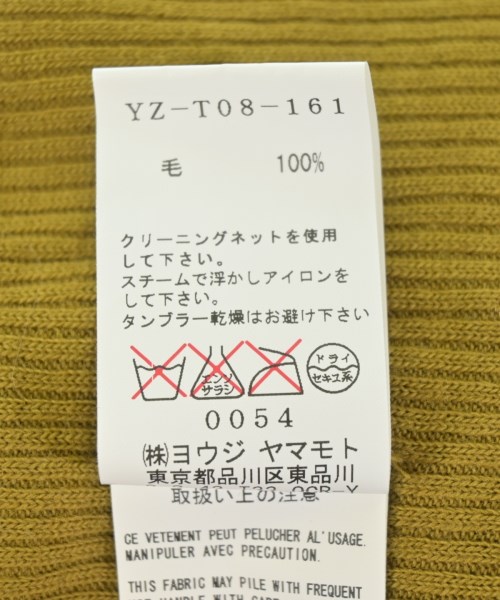 YZ-T08-161
毛 100%
クリーニングネットを使用
して下さい。
スチームで浮かしアイロンを
して下さい。
タンブラー乾燥はお避け下さい
エンソ
サラシ
ドライ
セキユ系
0054
㈱ヨウジ ヤマモト
東京都品川区東品川
取扱い上の注意
CE VETEMENT PEUT PELUCHER AL'USAGE.
MANIPULER AVEC PRECAUTION.
THIS FABRIC MAY PILE WITH FREQUENT